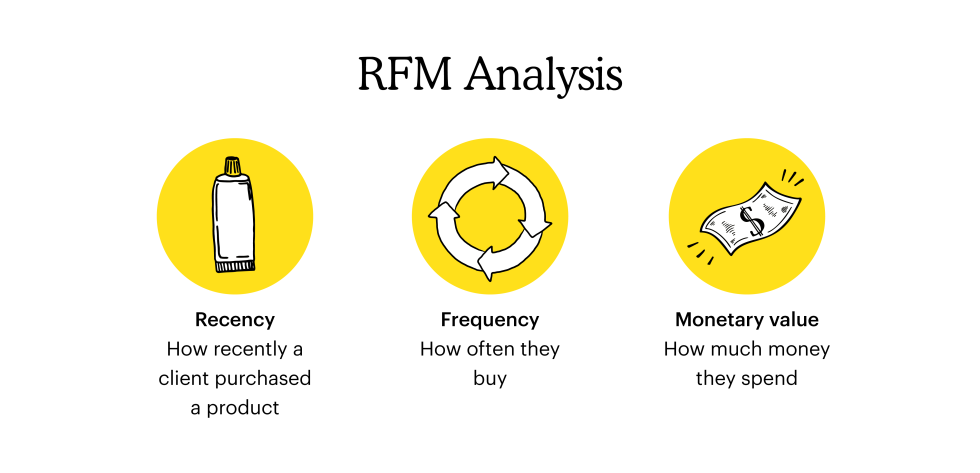 RFM Analysis
Recency
How recently a
client purchased
a product
Frequency
How often they
buy
$
Monetary value
How much money
they spend